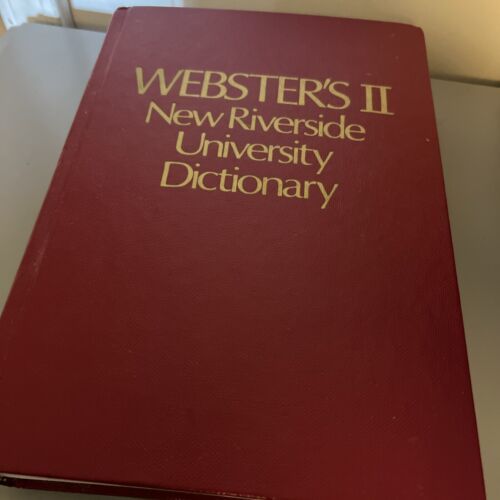 WEBSTER'S II
New Riverside
University
Dictionary